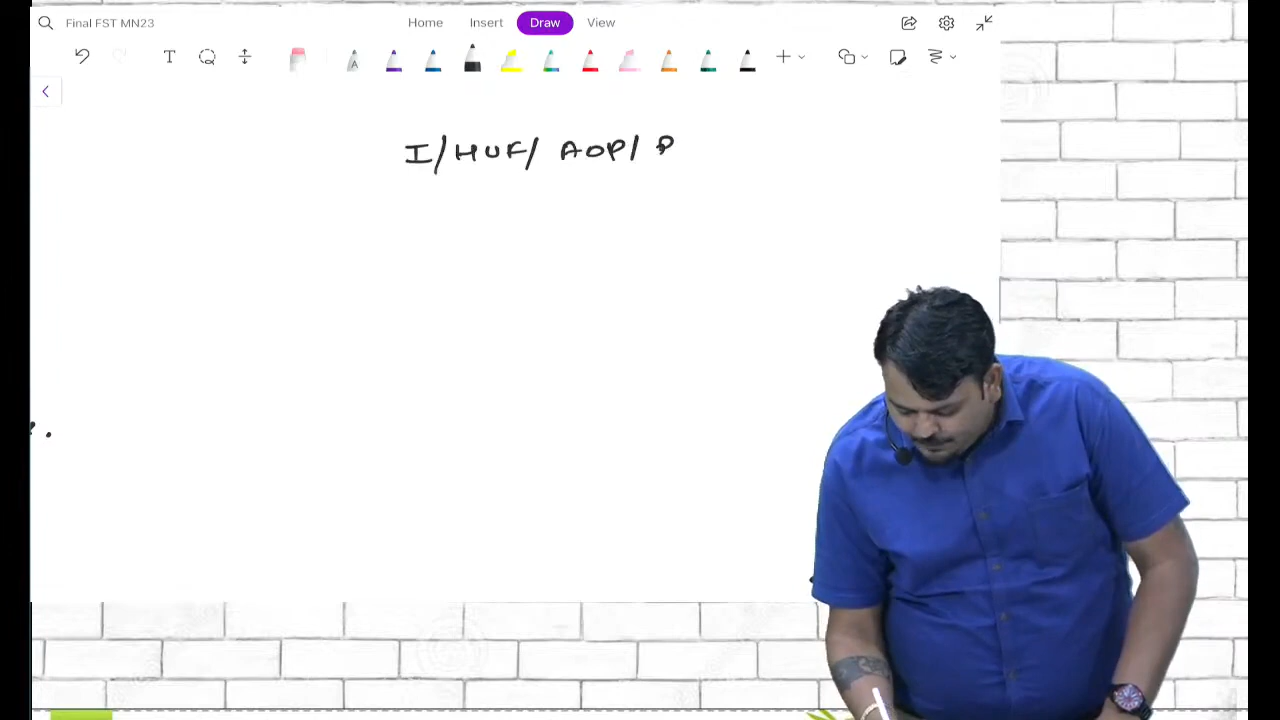 Final FST MN23
Home Insert Draw View
T
A
I/HUF/ AOP/ B